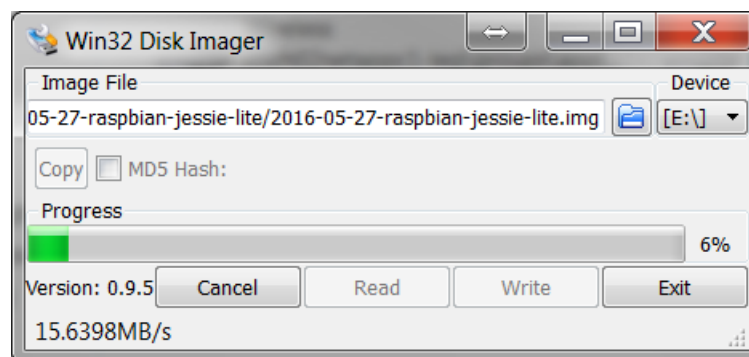 Win32 Disk Imager
Image File
Device
05-27-raspbian-jessie-lite/2016-05-27-raspbian-jessie-lite.img
[E:\]
Copy
MD5 Hash:
Progress
6%
Version: 0.9.5
Cancel
Read
Write
Exit
15.6398MB/s